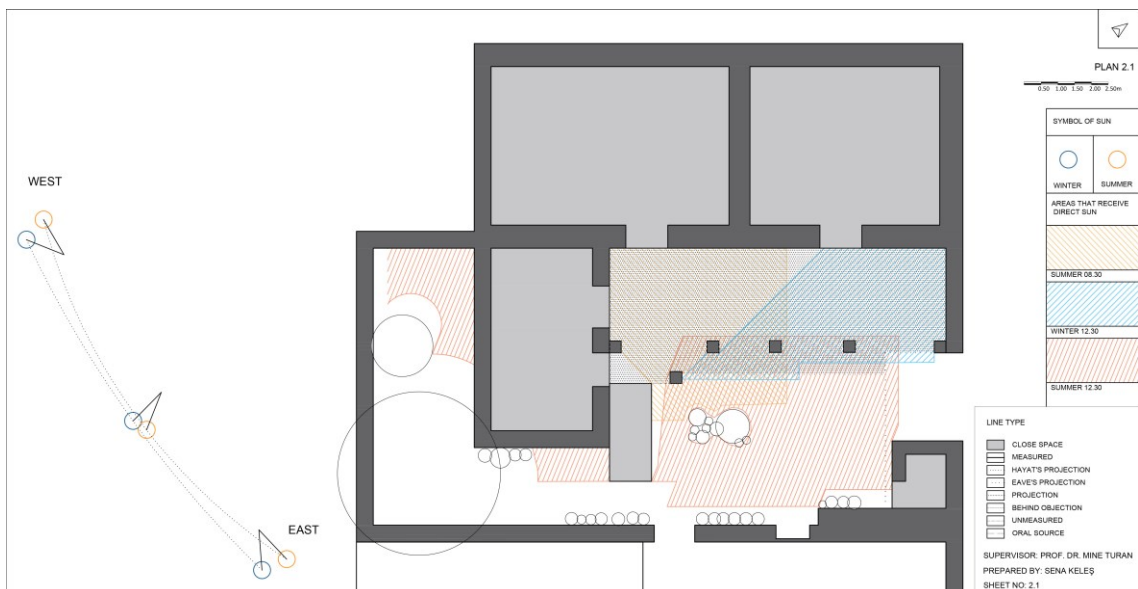 PLAN 2.1
0.50 1.00 1.50 2.00 2.50m
SYMBOL OF SUN
WINTER
SUMMER
AREAS THAT RECEIVE
DIRECT SUN
SUMMER 08.30
WINTER 12.30
SUMMER 12.30
WEST
EAST
LINE TYPE
CLOSE SPACE
MEASURED
HAYAT'S PROJECTION
EAVE'S PROJECTION
PROJECTION
BEHIND OBJECTION
UNMEASURED
ORAL SOURCE
SUPERVISOR: PROF. DR. MINE TURAN
PREPARED BY: SENA KELEŞ
SHEET NO: 2.1